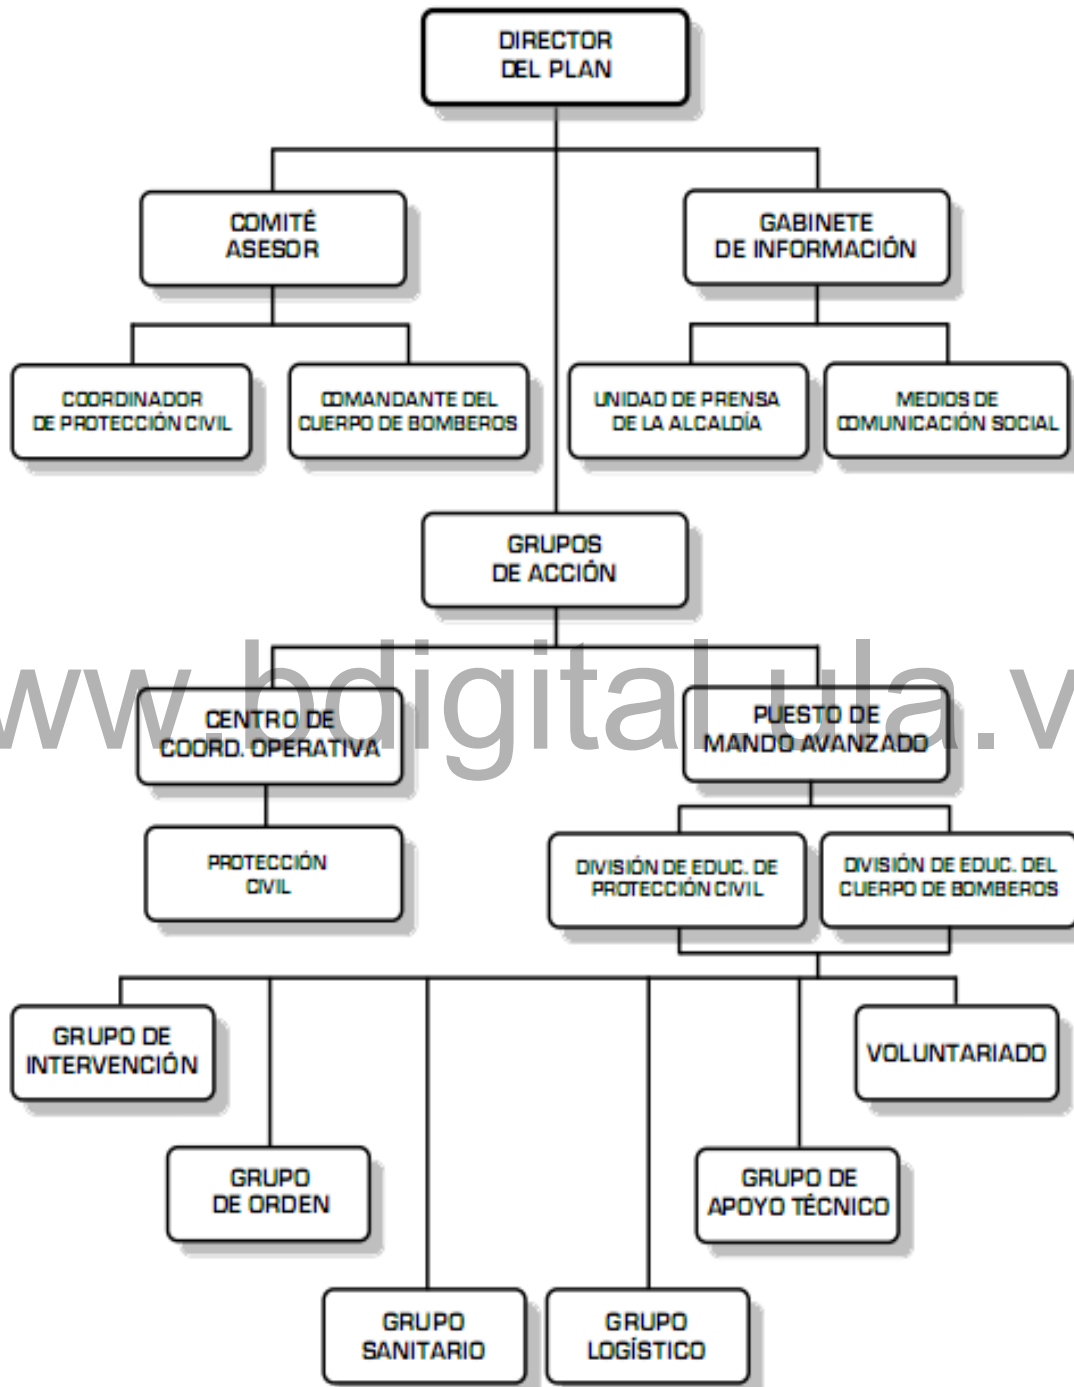 DIRECTOR
DEL PLAN
COMITÉ
ASESOR
GABINETE
DE INFORMACIÓN
COORDINADOR
DE PROTECCIÓN CIVIL
COMANDANTE DEL
CUERPO DE BOMBEROS
UNIDAD DE PRENSA
DE LA ALCALDÍA
MEDIOS DE
COMUNICACIÓN SOCIAL
GRUPOS
DE ACCIÓN
www.bdigital.ula.v
CENTRO DE
COORD. OPERATIVA
PUESTO DE
MANDO AVANZADO
PROTECCIÓN
CIVIL
DIVISIÓN DE EDUC. DE
PROTECCIÓN CIVIL
DIVISIÓN DE EDUC. DEL
CUERPO DE BOMBEROS
GRUPO DE
INTERVENCIÓN
VOLUNTARIADO
GRUPO
DE ORDEN
GRUPO DE
APOYO TÉCNICO
GRUPO
SANITARIO
GRUPO
LOGÍSTICO